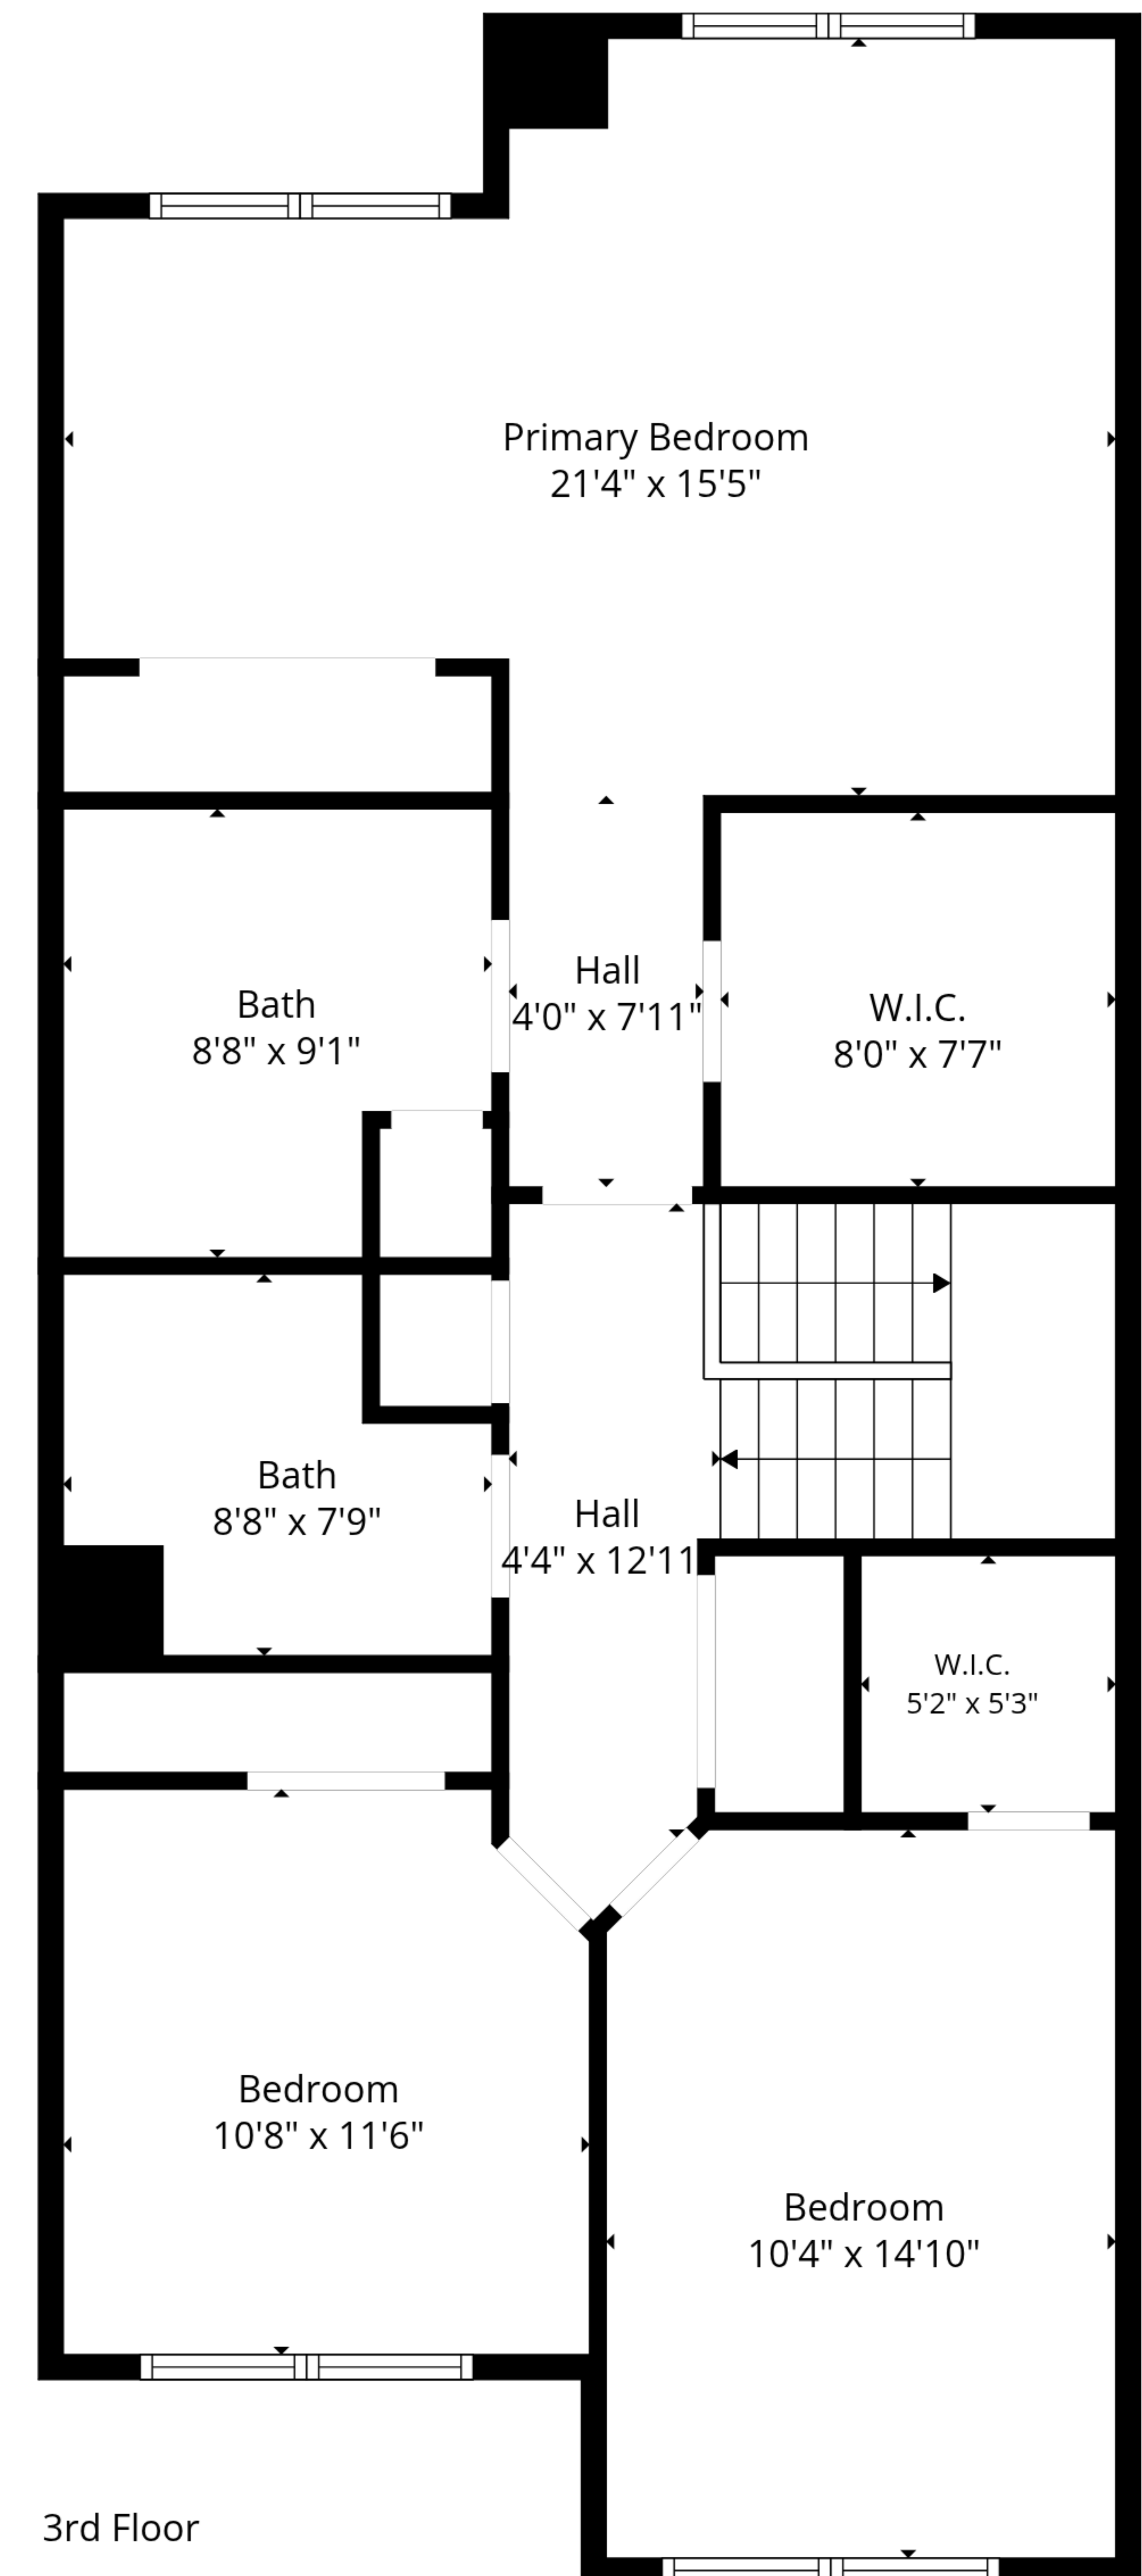 Primary Bedroom
21'4" x 15'5"
Hall
4'0" x 7'11"
Bath
8'8" x 9'1"
W.I.C.
8'0" x 7'7"
Bath
8'8" x 7'9"
Hall
4'4" x 12'11
W.I.C.
5'2" x 5'3"
Bedroom
10'8" x 11'6"
Bedroom
10'4" x 14'10"
3rd Floor